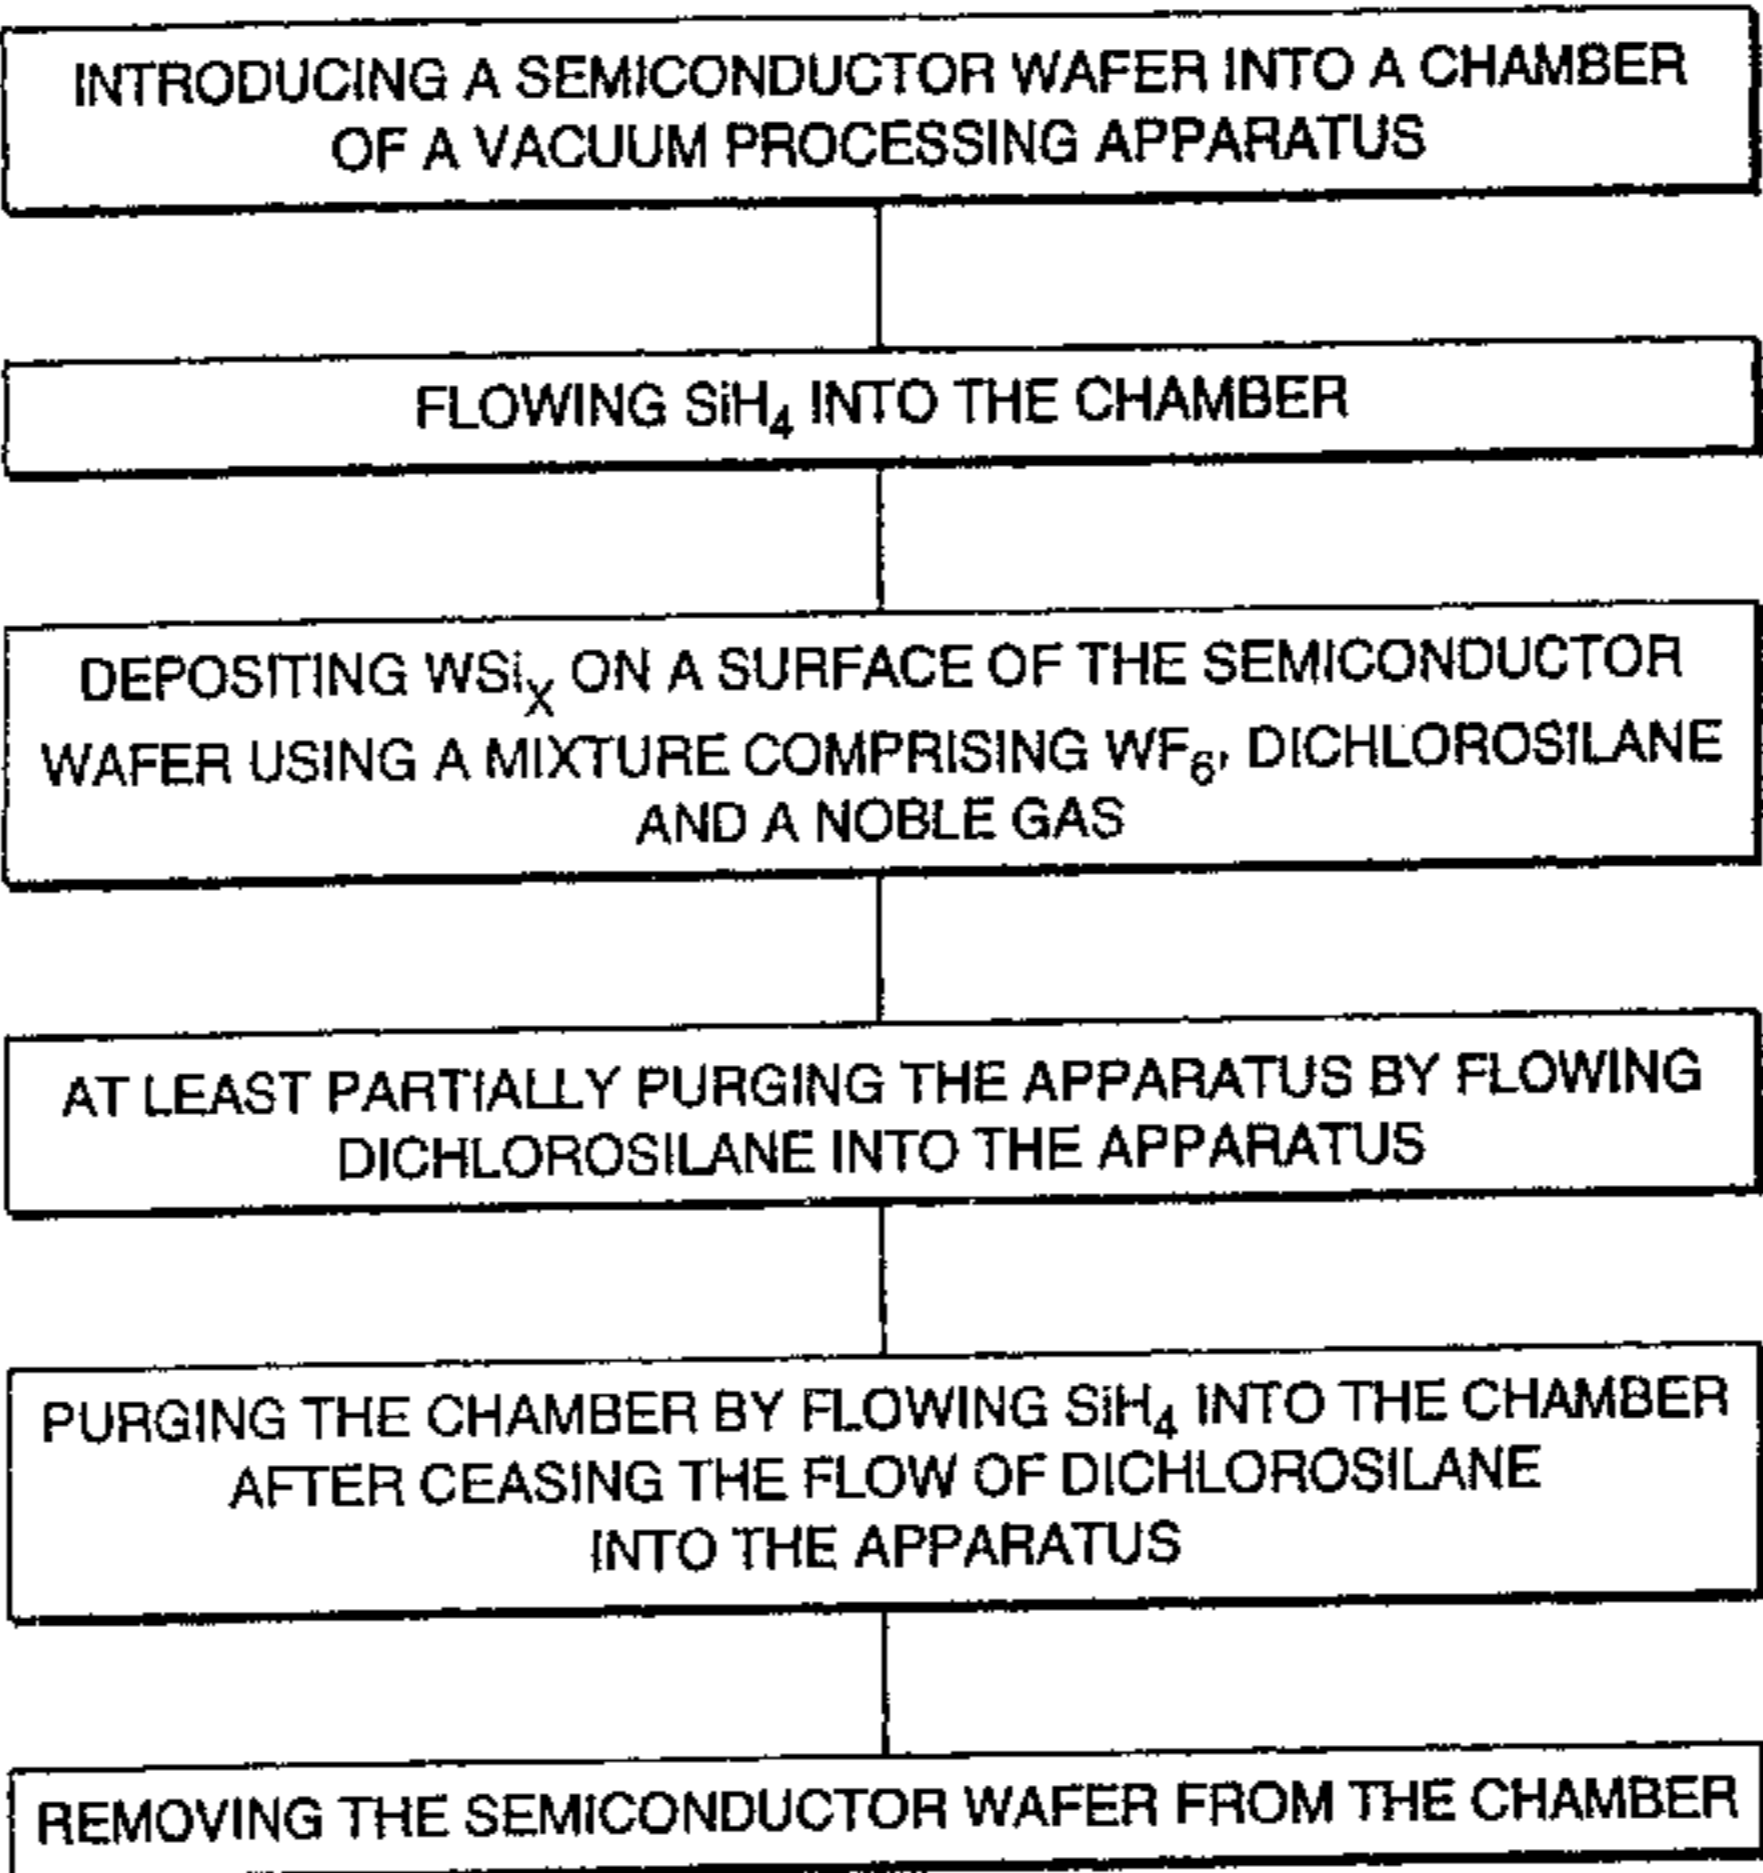 INTRODUCING A SEMICONDUCTOR WAFER INTO A CHAMBER
OF A VACUUM PROCESSING APPARATUS
FLOWING SiH₄ INTO THE CHAMBER
DEPOSITING WSiₓ ON A SURFACE OF THE SEMICONDUCTOR
WAFER USING A MIXTURE COMPRISING WF₆, DICHLOROSILANE
AND A NOBLE GAS
AT LEAST PARTIALLY PURGING THE APPARATUS BY FLOWING
DICHLOROSILANE INTO THE APPARATUS
PURGING THE CHAMBER BY FLOWING SiH₄ INTO THE CHAMBER
AFTER CEASING THE FLOW OF DICHLOROSILANE
INTO THE APPARATUS
REMOVING THE SEMICONDUCTOR WAFER FROM THE CHAMBER